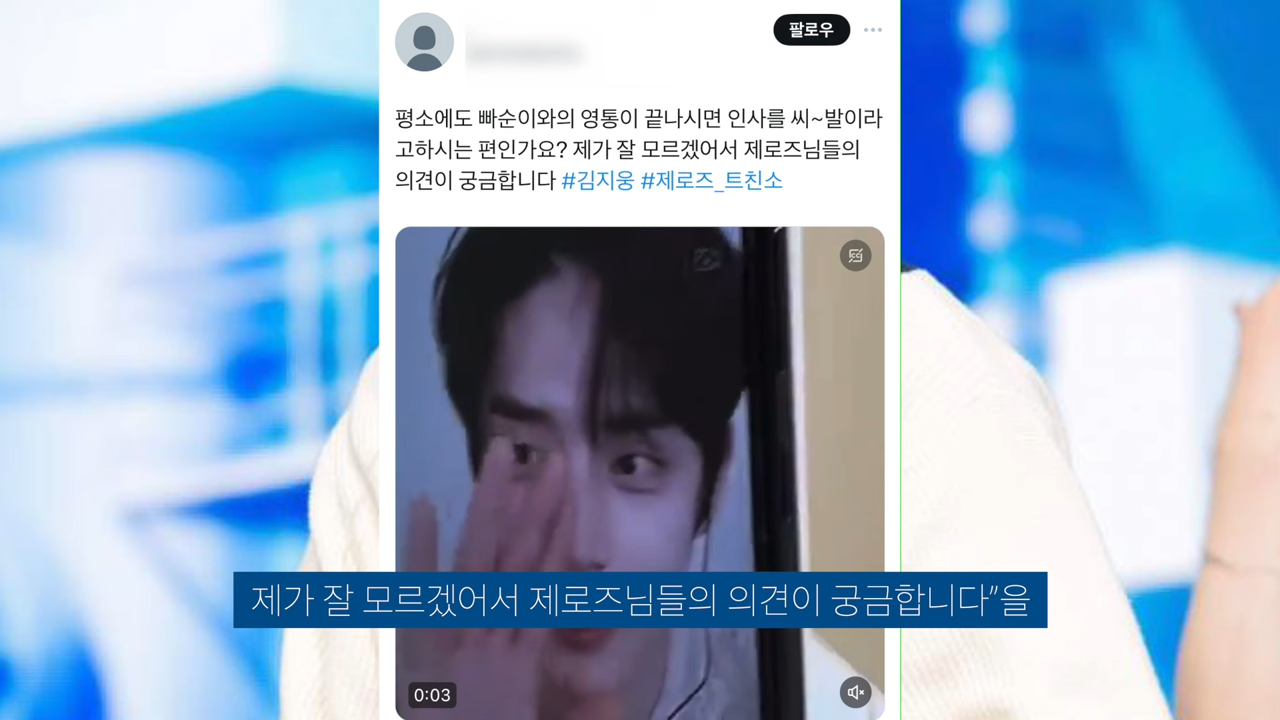 팔로우
평소에도 빠순이와의 영통이 끝나시면 인사를 씨~발이라
고하시는 편인가요? 제가 잘 모르겠어서 제로즈님들의
의견이 궁금합니다 #김지웅 #제로즈_트친소
제가 잘 모르겠어서 제로즈님들의 의견이 궁금합니다”을
0:03